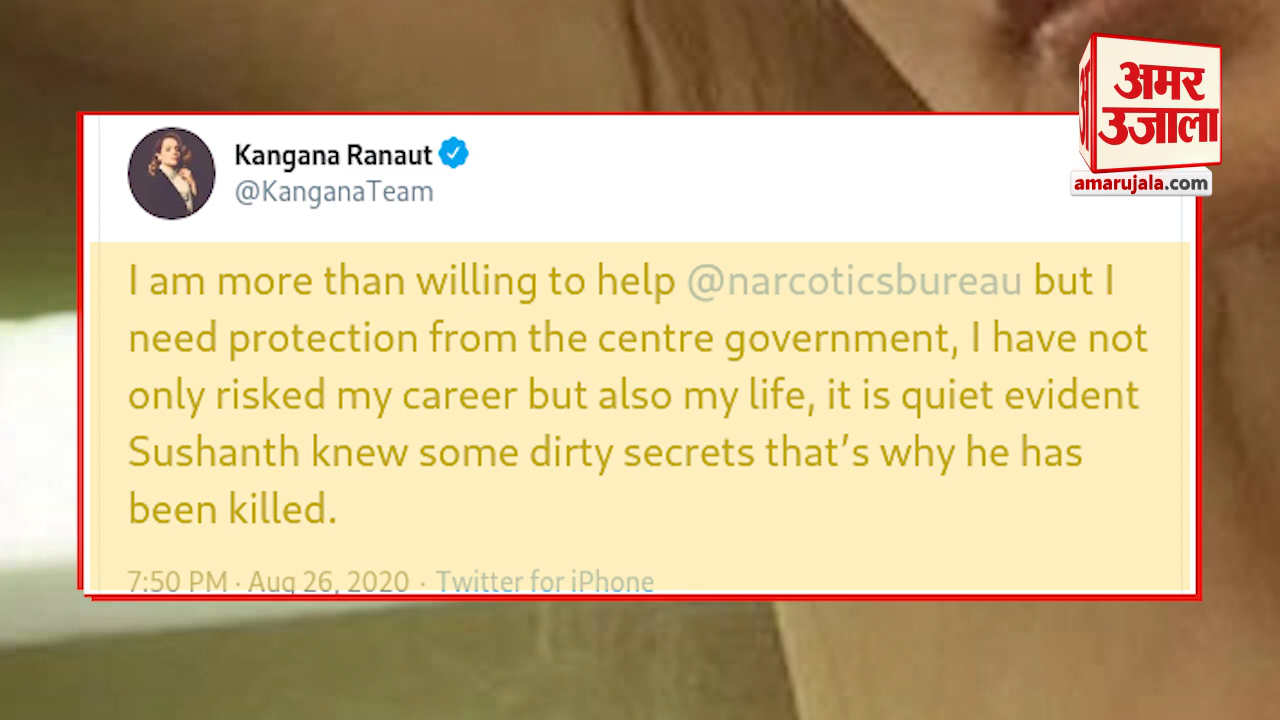 अमर
उजाला
amarujala.com
Kangana Ranaut
@KanganaTeam
I am more than willing to help @narcoticsbureau but I
need protection from the centre government, I have not
only risked my career but also my life, it is quiet evident
Sushanth knew some dirty secrets that’s why he has
been killed.
7:50 PM · Aug 26, 2020 · Twitter for iPhone